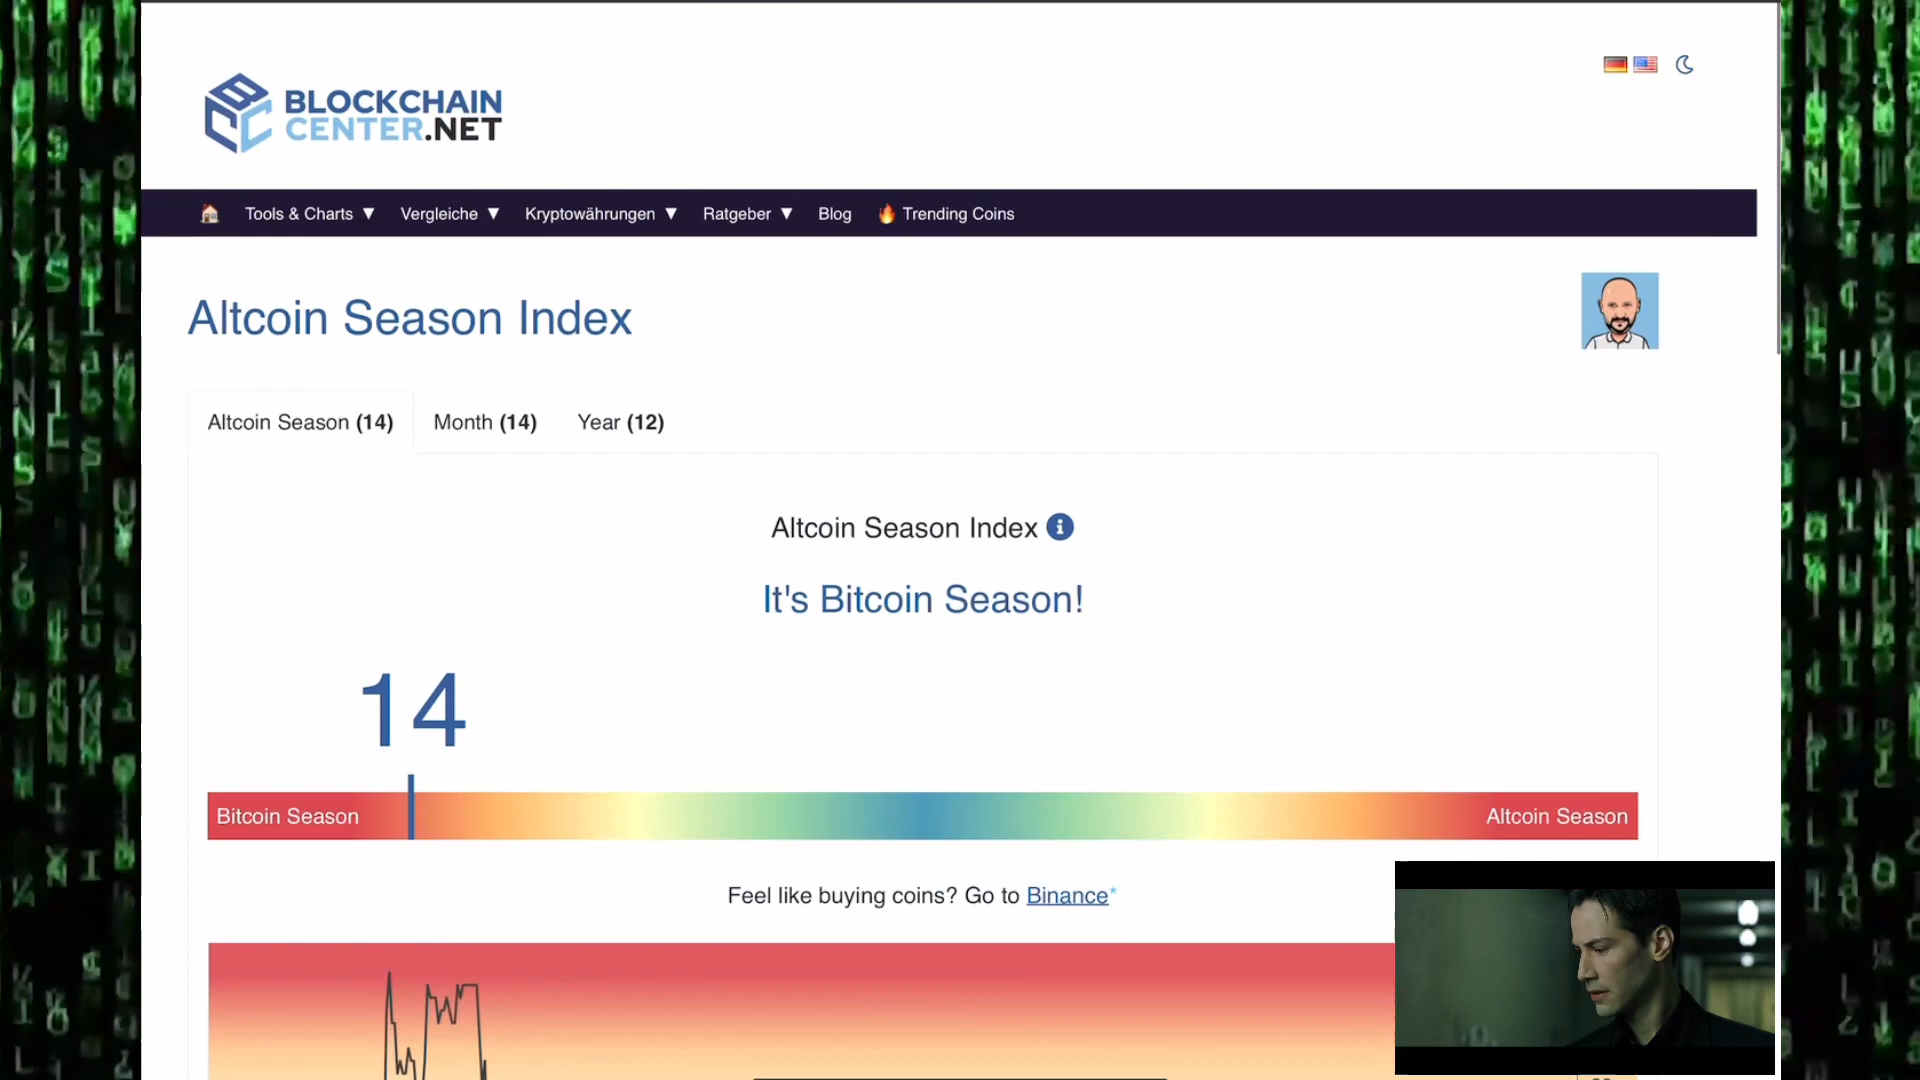 BLOCKCHAIN
CENTER.NET
Tools & Charts ▼ Vergleiche ▼ Kryptowährungen ▼ Ratgeber ▼ Blog 🔥 Trending Coins
Altcoin Season Index
Altcoin Season (14) Month (14) Year (12)
Altcoin Season Index
It's Bitcoin Season!
14
Bitcoin Season Altcoin Season
Feel like buying coins? Go to Binance*